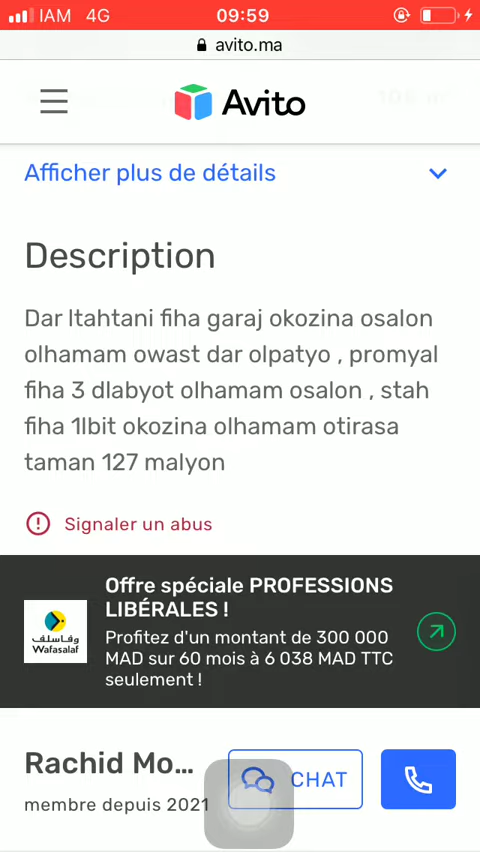 IAM 4G 09:59
avito.ma
Avito
Afficher plus de détails
Description
Dar ltahtani fiha garaj okozina osalon
olhamam owast dar olpatyo , promyal
fiha 3 dlabyot olhamam osalon , stah
fiha 1lbit okozina olhamam otirasa
taman 127 malyon
Signaler un abus
Offre spéciale PROFESSIONS
LIBÉRALES !
Profitez d'un montant de 300 000
MAD sur 60 mois à 6 038 MAD TTC
seulement !
وفاسلف
Wafasalaf
Rachid Mo...
CHAT
membre depuis 2021